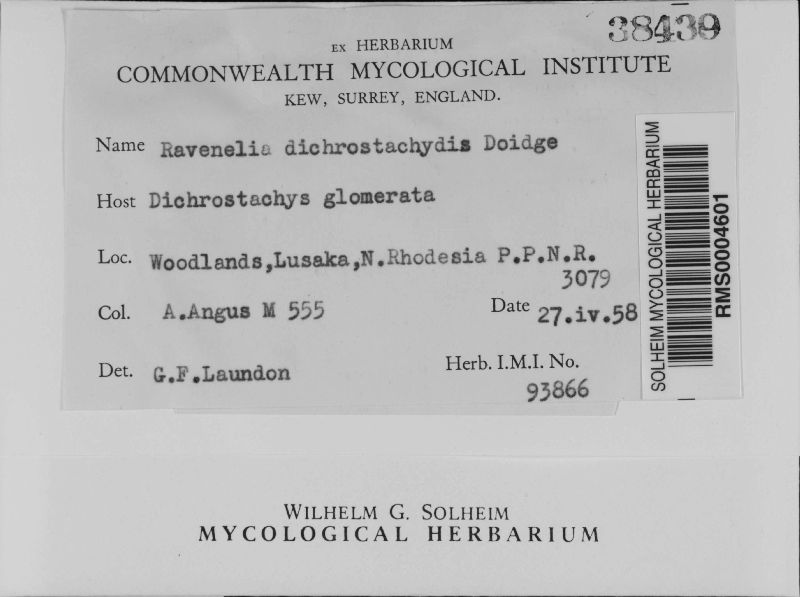 38439
EX HERBARIUM
COMMONWEALTH MYCOLOGICAL INSTITUTE
KEW, SURREY, ENGLAND.
Name Ravenelia dichrostachydis Doidge
Host Dichrostachys glomerata
Loc. Woodlands,Lusaka,N.Rhodesia P.P.N.R.
3079
Col. A.Angus M 555 Date 27.iv.58
Det. G.F.Laundon Herb. I.M.I. No.
93866
SOLHEIM MYCOLOGICAL HERBARIUM
RMS0004601
WILHELM G. SOLHEIM
MYCOLOGICAL HERBARIUM